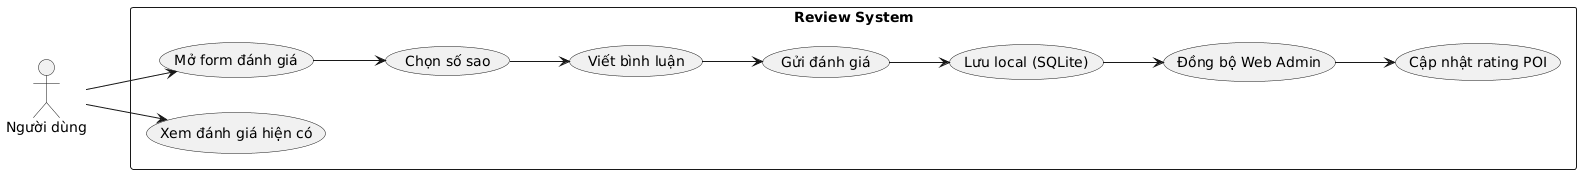 Review System
Mở form đánh giá
Chọn số sao
Viết bình luận
Gửi đánh giá
Lưu local (SQLite)
Đồng bộ Web Admin
Cập nhật rating POI
Người dùng
Xem đánh giá hiện có